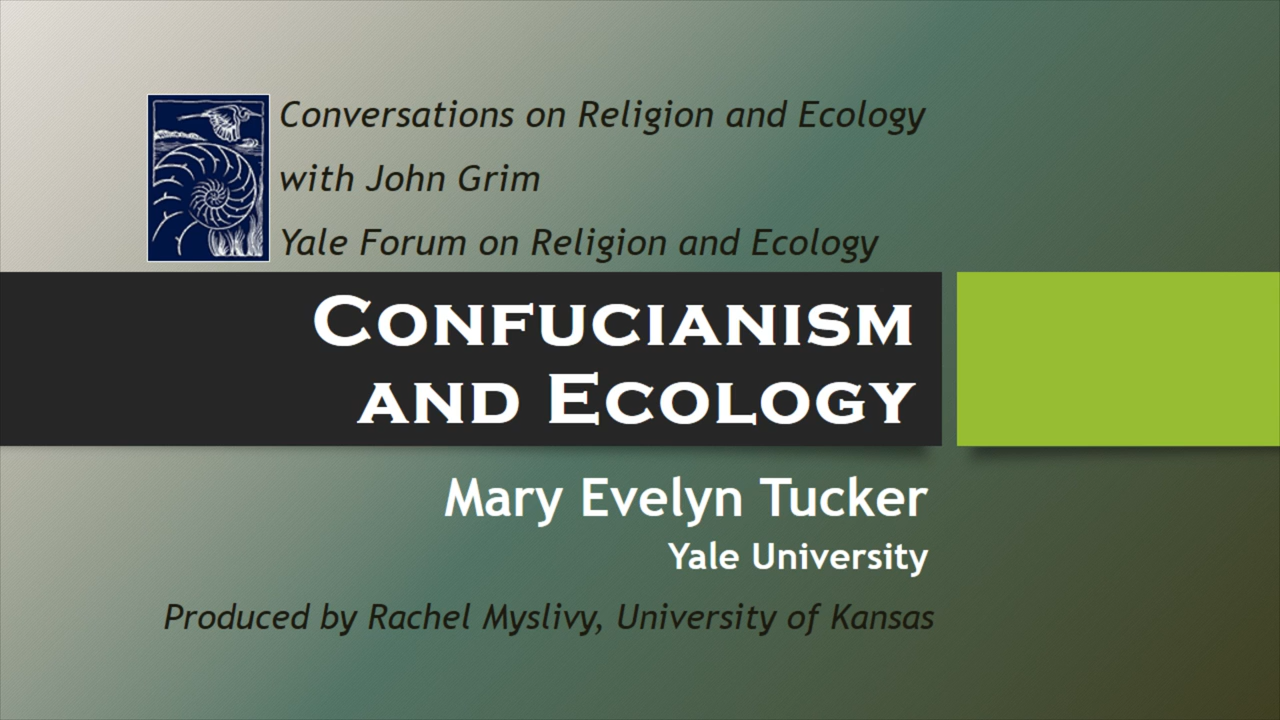 Conversations on Religion and Ecology
with John Grim
Yale Forum on Religion and Ecology
CONFUCIANISM
AND ECOLOGY
Mary Evelyn Tucker
Yale University
Produced by Rachel Myslivy, University of Kansas